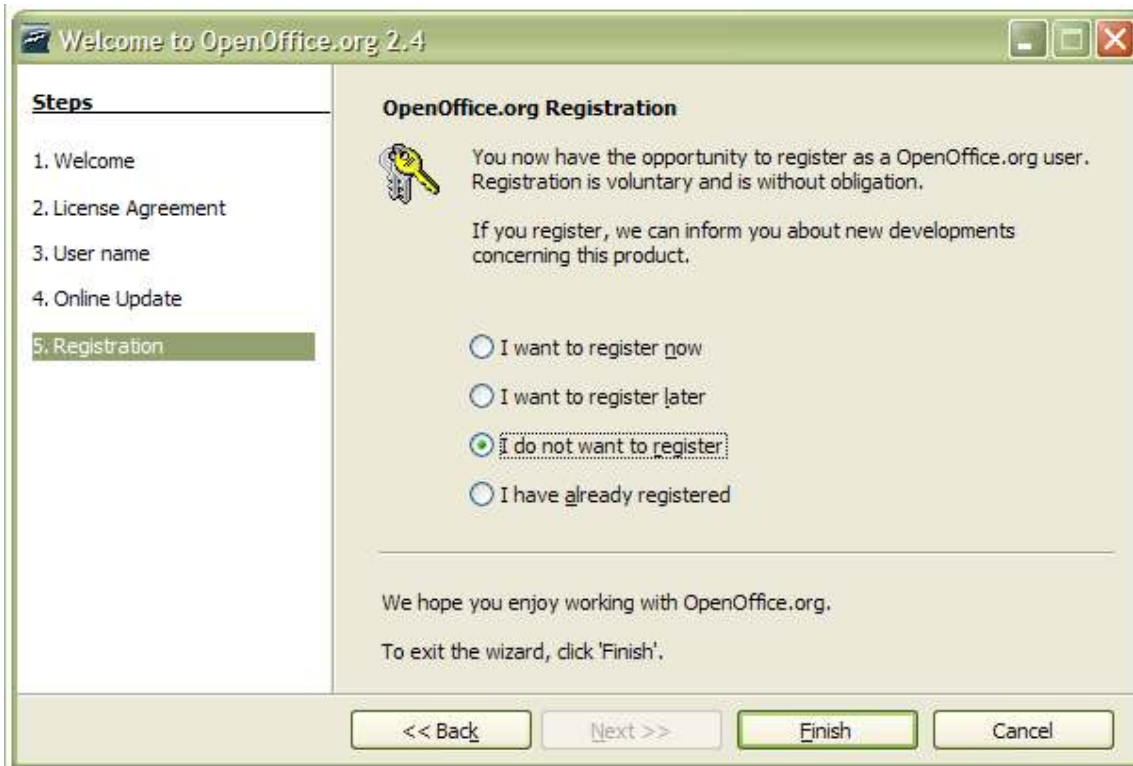 Welcome to OpenOffice.org 2.4
Steps
1. Welcome
2. License Agreement
3. User name
4. Online Update
5. Registration
OpenOffice.org Registration
You now have the opportunity to register as a OpenOffice.org user.
Registration is voluntary and is without obligation.
If you register, we can inform you about new developments
concerning this product.
I want to register now
I want to register later
I do not want to register
I have already registered
We hope you enjoy working with OpenOffice.org.
To exit the wizard, click 'Finish'.
<< Back
Next >>
Finish
Cancel